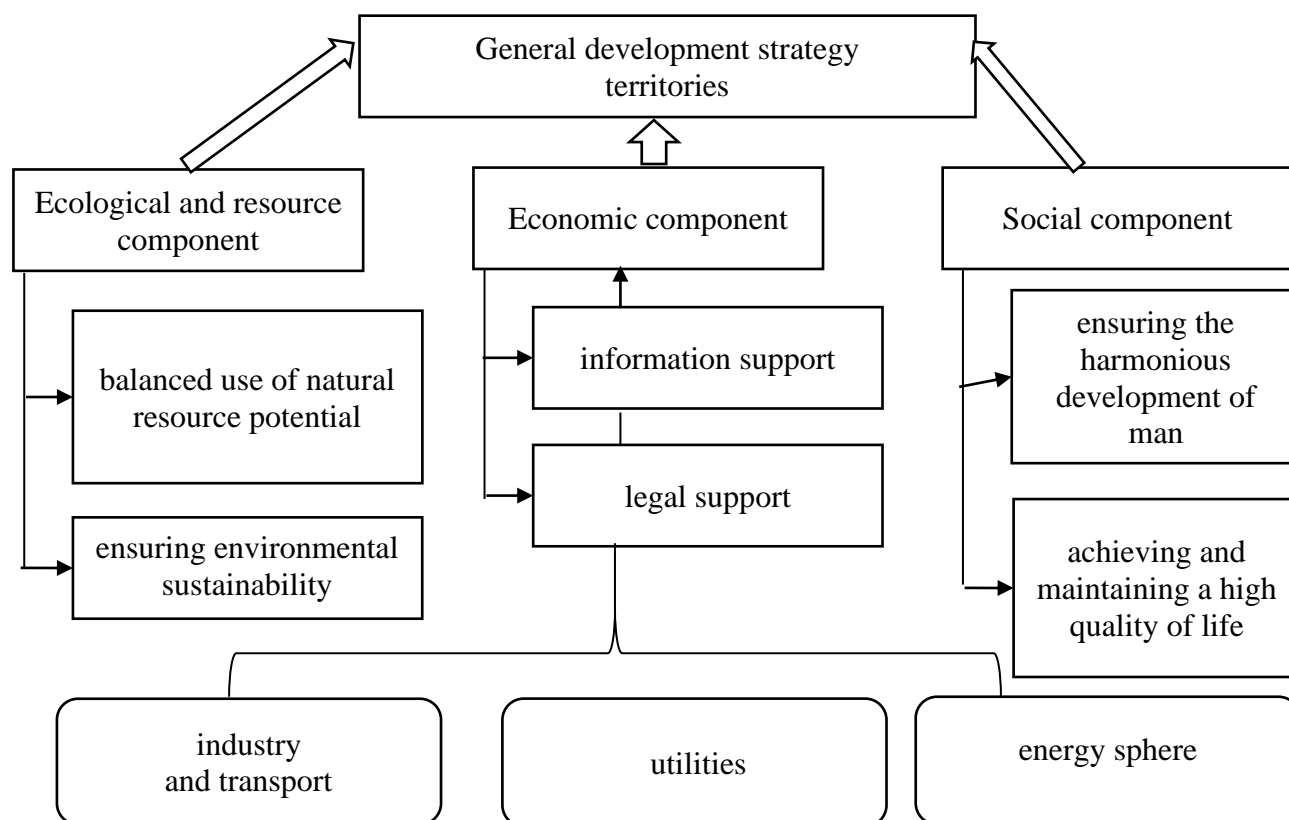 General development strategy
territories
Ecological and resource
component
Economic component
Social component
balanced use of natural
resource potential
ensuring environmental
sustainability
information support
legal support
ensuring the
harmonious
development of
man
achieving and
maintaining a high
quality of life
industry
and transport
utilities
energy sphere